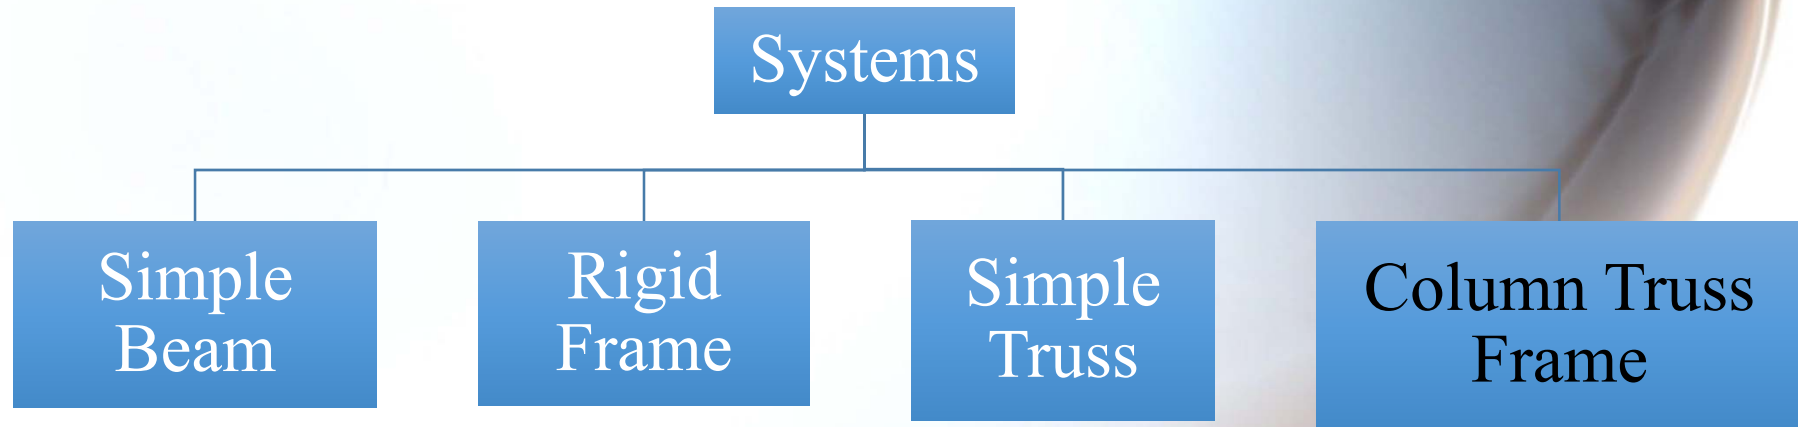 Systems
Simple
Beam
Rigid
Frame
Simple
Truss
Column Truss
Frame